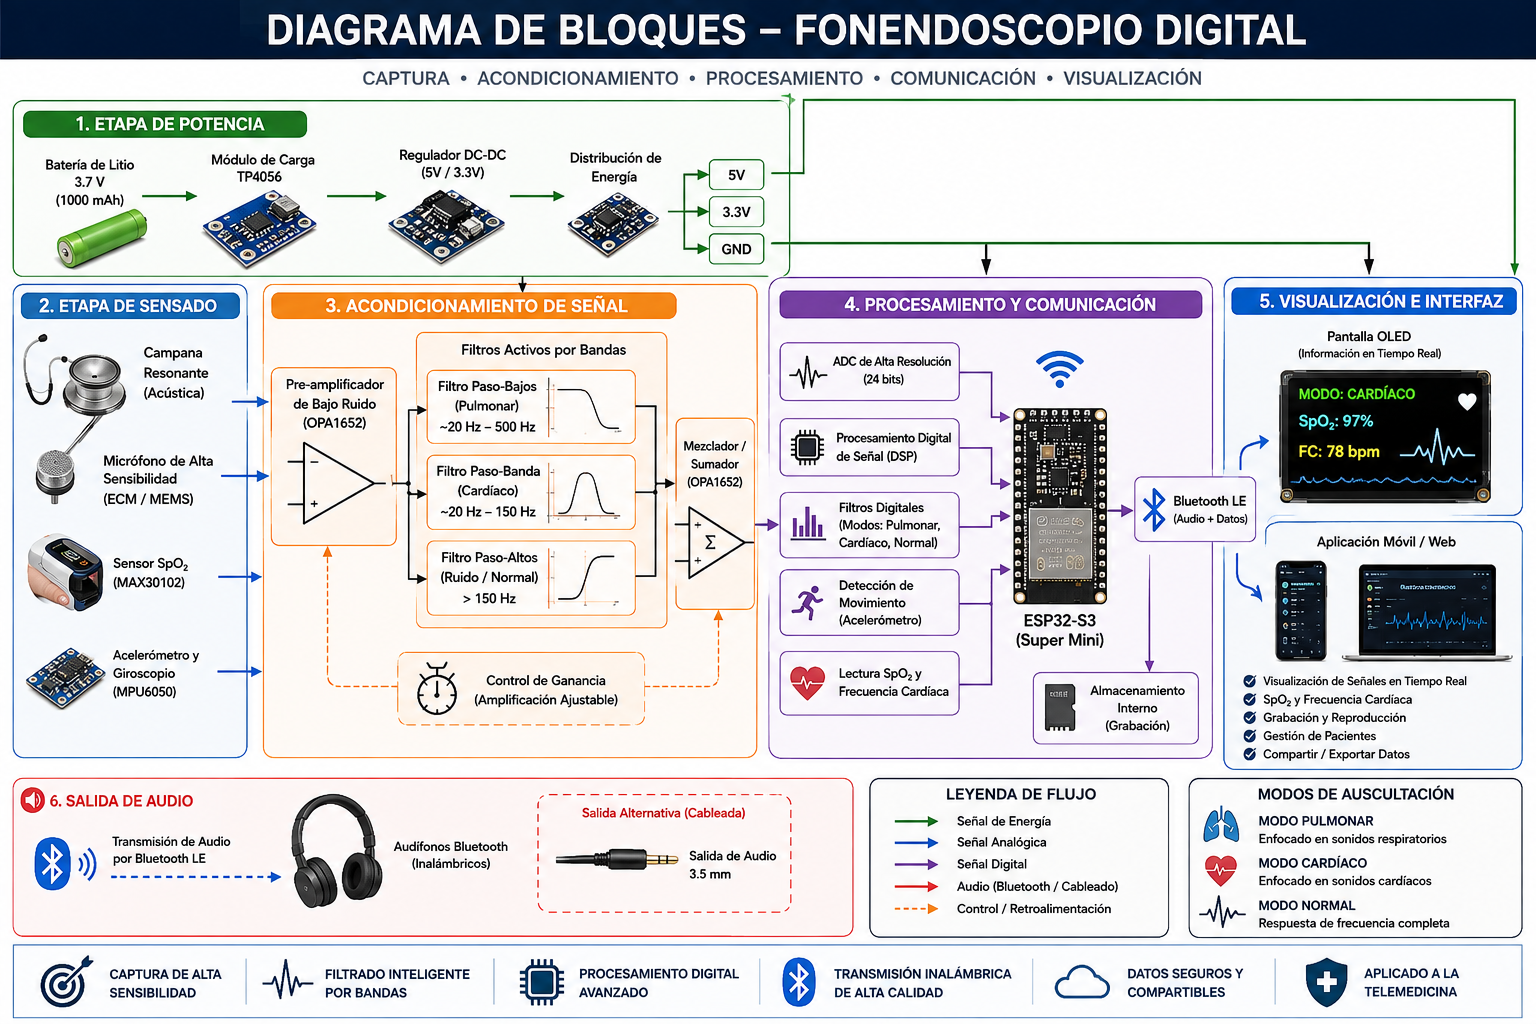 DIAGRAMA DE BLOQUES – FONENDOSCOPIO DIGITAL
CAPTURA • ACONDICIONAMIENTO • PROCESAMIENTO • COMUNICACIÓN • VISUALIZACIÓN
1. ETAPA DE POTENCIA
Batería de Litio
3.7 V
(1000 mAh)
Módulo de Carga
TP4056
Regulador DC-DC
(5V / 3.3V)
Distribución de
Energía
5V
3.3V
GND
2. ETAPA DE SENSADO
Campana
Resonante
(Acústica)
Micrófono de Alta
Sensibilidad
(ECM / MEMS)
Sensor SpO₂
(MAX30102)
Acelerómetro y
Giroscopio
(MPU6050)
3. ACONDICIONAMIENTO DE SEÑAL
Pre-amplificador
de Bajo Ruido
(OPA1652)
−
+
Filtros Activos por Bandas
Filtro Paso-Bajos
(Pulmonar)
~20 Hz – 500 Hz
Filtro Paso-Banda
(Cardíaco)
~20 Hz – 150 Hz
Filtro Paso-Altos
(Ruido / Normal)
> 150 Hz
Mezclador /
Sumador
(OPA1652)
+
Σ
+
Control de Ganancia
(Amplificación Ajustable)
4. PROCESAMIENTO Y COMUNICACIÓN
ADC de Alta Resolución
(24 bits)
Procesamiento Digital
de Señal (DSP)
Filtros Digitales
(Modos: Pulmonar,
Cardíaco, Normal)
Detección de
Movimiento
(Acelerómetro)
Lectura SpO₂ y
Frecuencia Cardíaca
ESP32-S3
(Super Mini)
Bluetooth LE
(Audio + Datos)
Almacenamiento
Interno
(Grabación)
5. VISUALIZACIÓN E INTERFAZ
Pantalla OLED
(Información en Tiempo Real)
MODO: CARDÍACO
SpO₂: 97%
FC: 78 bpm
Aplicación Móvil / Web
Visualización de Señales en Tiempo Real
SpO₂ y Frecuencia Cardíaca
Grabación y Reproducción
Gestión de Pacientes
Compartir / Exportar Datos
6. SALIDA DE AUDIO
Transmisión de Audio
por Bluetooth LE
Audífonos Bluetooth
(Inalámbricos)
Salida Alternativa (Cableada)
Salida de Audio
3.5 mm
LEYENDA DE FLUJO
Señal de Energía
Señal Analógica
Señal Digital
Audio (Bluetooth / Cableado)
Control / Retroalimentación
MODOS DE AUSCULTACIÓN
MODO PULMONAR
Enfocado en sonidos respiratorios
MODO CARDÍACO
Enfocado en sonidos cardíacos
MODO NORMAL
Respuesta de frecuencia completa
CAPTURA DE ALTA
SENSIBILIDAD
FILTRADO INTELIGENTE
POR BANDAS
PROCESAMIENTO DIGITAL
AVANZADO
TRANSMISIÓN INALÁMBRICA
DE ALTA CALIDAD
DATOS SEGUROS Y
COMPARTIBLES
APLICADO A LA
TELEMEDICINA